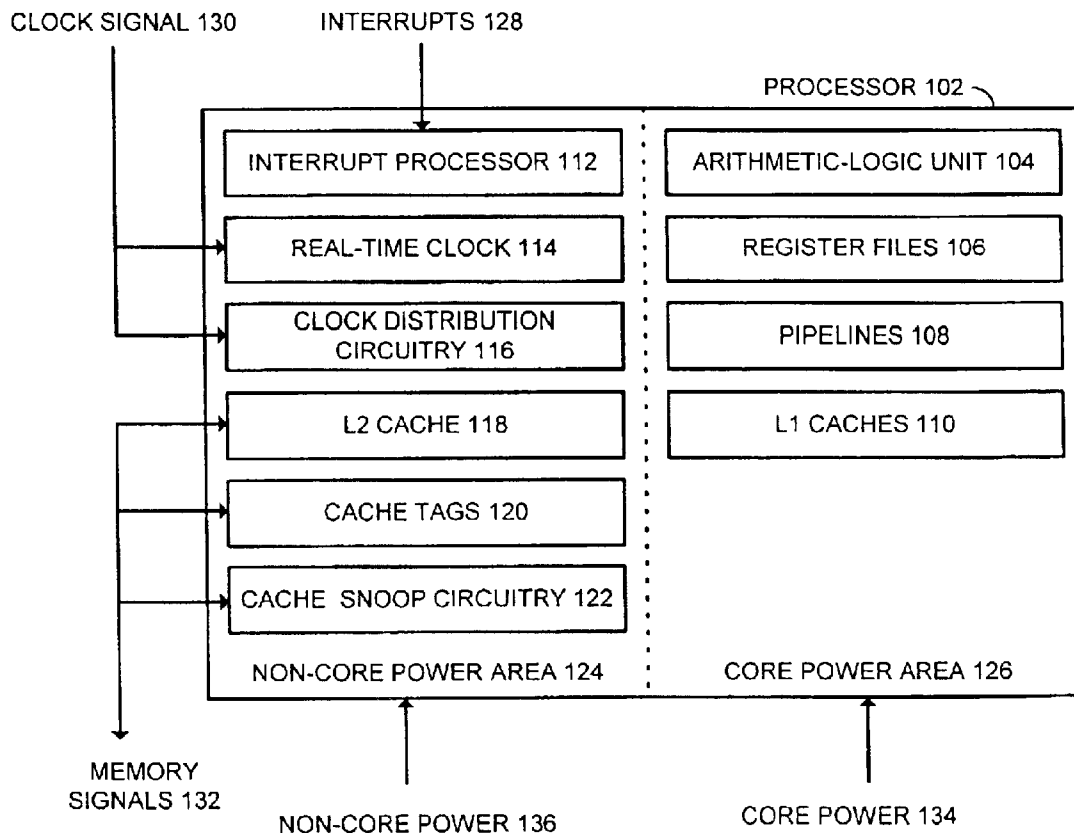 CLOCK SIGNAL 130
INTERRUPTS 128
PROCESSOR 102
INTERRUPT PROCESSOR 112
ARITHMETIC-LOGIC UNIT 104
REAL-TIME CLOCK 114
REGISTER FILES 106
CLOCK DISTRIBUTION
CIRCUITRY 116
PIPELINES 108
L2 CACHE 118
L1 CACHES 110
CACHE TAGS 120
CACHE SNOOP CIRCUITRY 122
NON-CORE POWER AREA 124
CORE POWER AREA 126
MEMORY
SIGNALS 132
NON-CORE POWER 136
CORE POWER 134